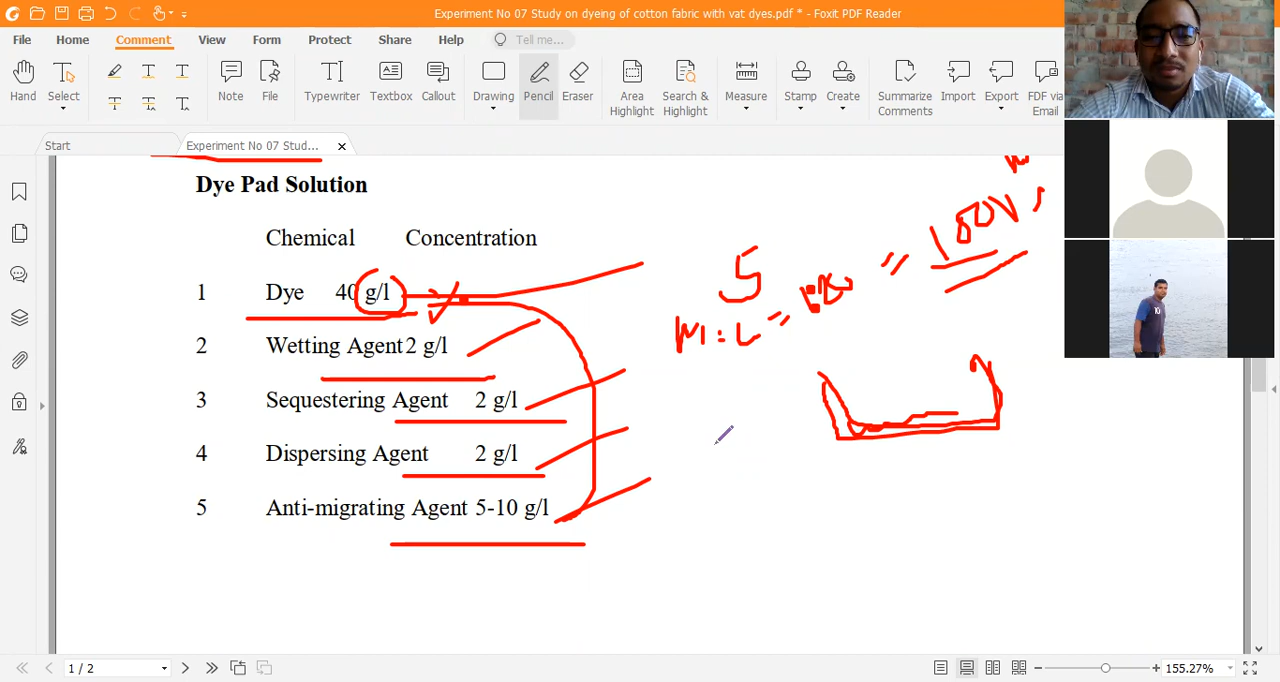 Experiment No 07 Study on dyeing of cotton fabric with vat dyes.pdf * - Foxit PDF Reader
File Home Comment View Form Protect Share Help Tell me...
Hand Select Note File Typewriter Textbox Callout Drawing Pencil Eraser Area Highlight Search & Highlight Measure Stamp Create Summarize Comments Import Export PDF via Email
Start Experiment No 07 Stud...
Dye Pad Solution
Chemical Concentration
1 Dye 40 g/l
2 Wetting Agent 2 g/l
3 Sequestering Agent 2 g/l
4 Dispersing Agent 2 g/l
5 Anti-migrating Agent 5-10 g/l
5
M:L =
10
1 / 2
155.27%